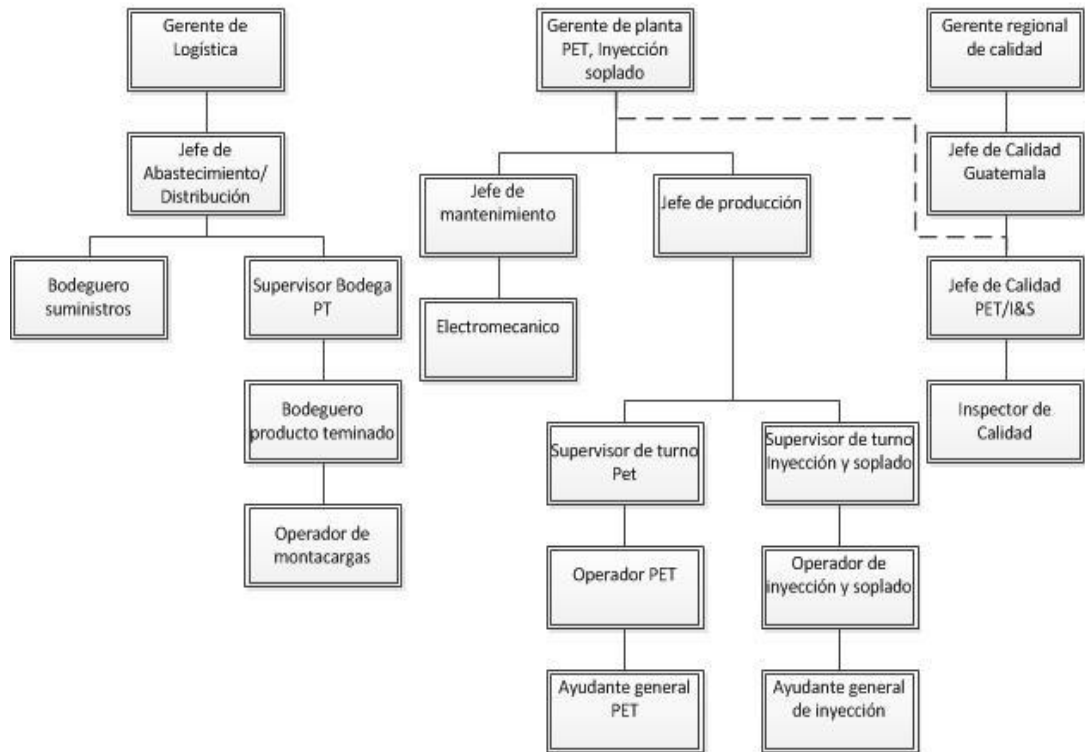 Gerente de
Logística
Gerente de planta
PET, Inyección
soplado
Gerente regional
de calidad
Jefe de
Abastecimiento/
Distribución
Jefe de
mantenimiento
Jefe de producción
Jefe de Calidad
Guatemala
Bodeguero
suministros
Supervisor Bodega
PT
Electromecanico
Jefe de Calidad
PET/I&S
Bodeguero
producto teminado
Supervisor de turno
Pet
Supervisor de turno
Inyección y soplado
Inspector de
Calidad
Operador de
montacargas
Operador PET
Operador de
inyección y soplado
Ayudante general
PET
Ayudante general
de inyección